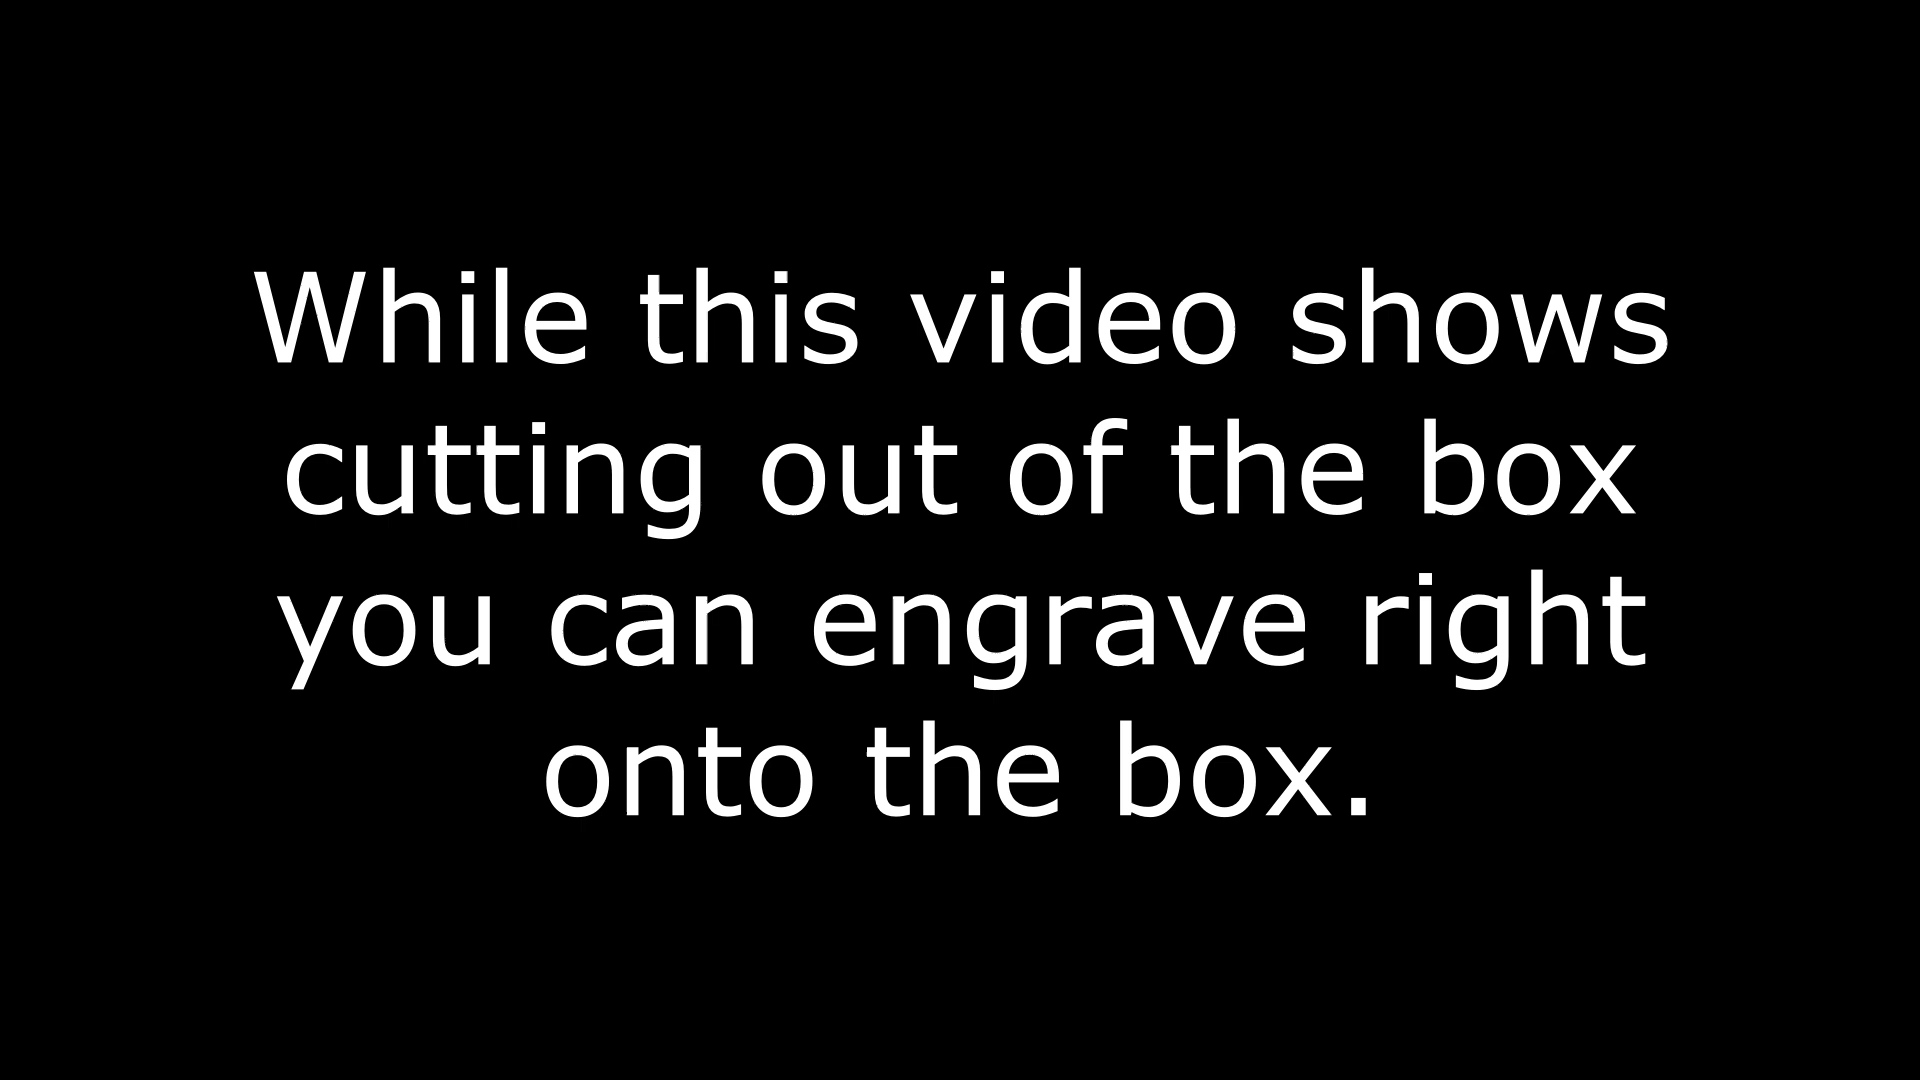 While this video shows
cutting out of the box
you can engrave right
onto the box.